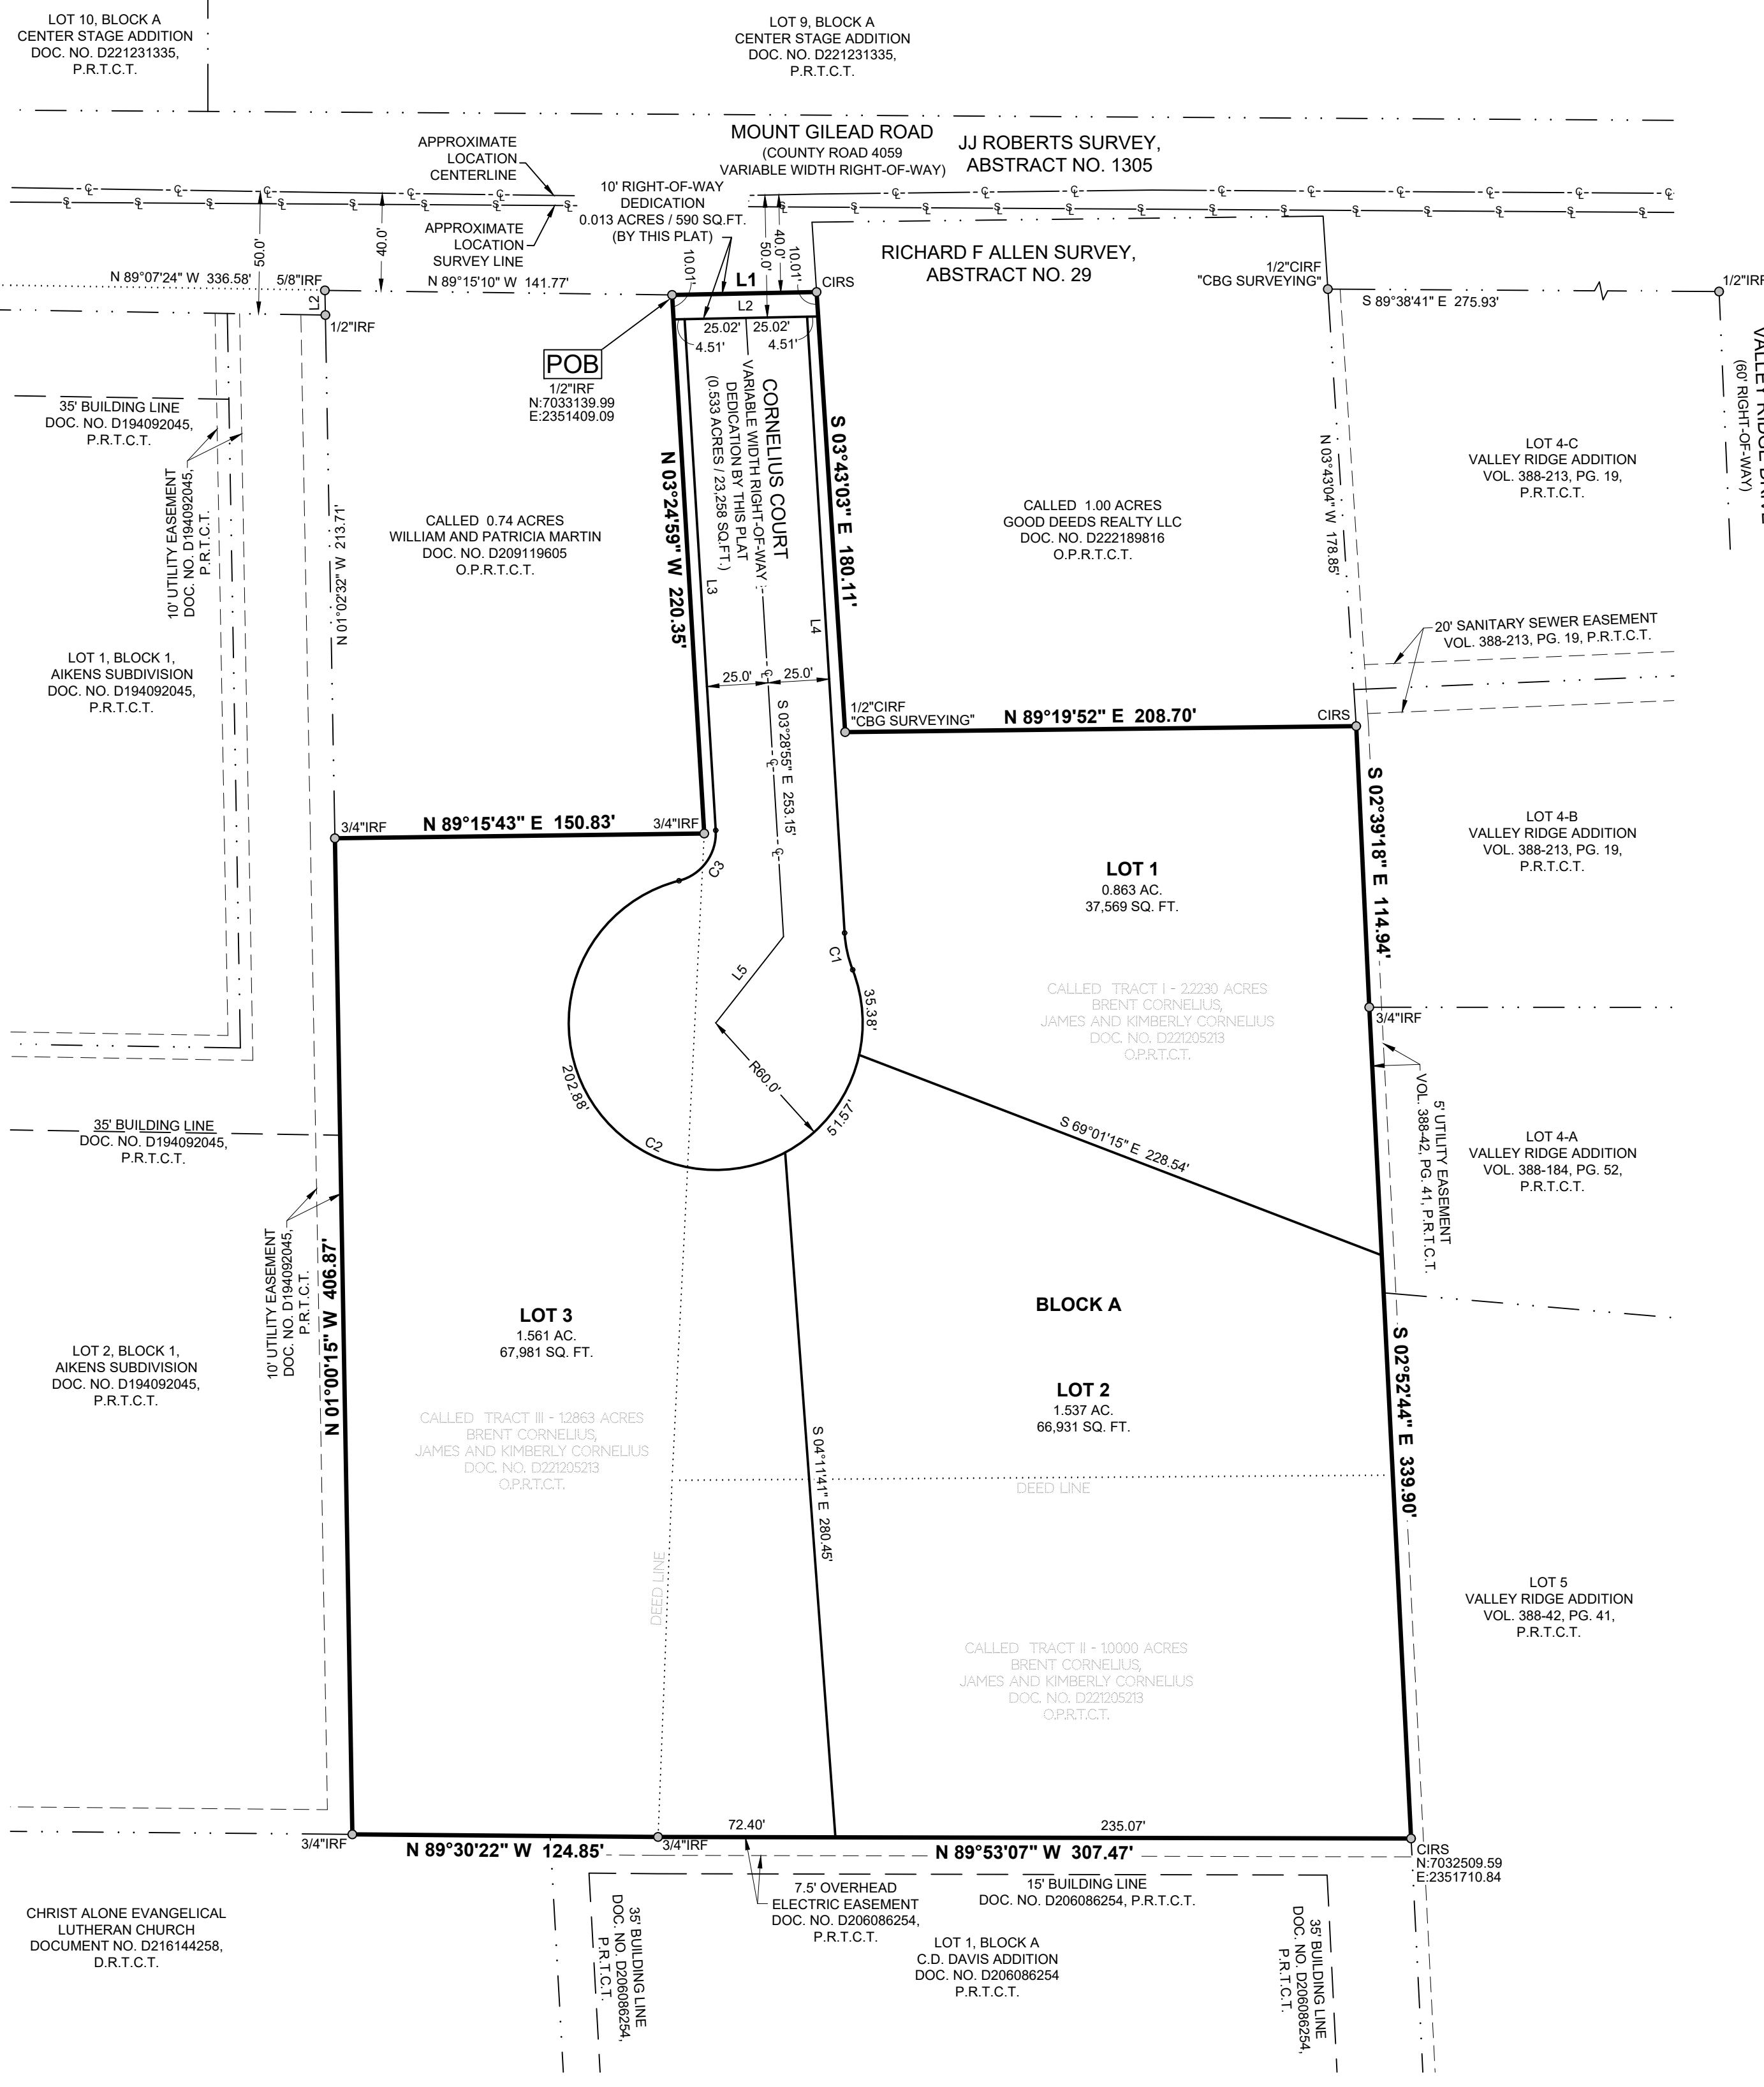 LOT 10, BLOCK A
CENTER STAGE ADDITION
DOC. NO. D221231335,
P.R.T.C.T.
LOT 9, BLOCK A
CENTER STAGE ADDITION
DOC. NO. D221231335,
P.R.T.C.T.
MOUNT GILEAD ROAD
(COUNTY ROAD 4059
VARIABLE WIDTH RIGHT-OF-WAY)
JJ ROBERTS SURVEY,
ABSTRACT NO. 1305
APPROXIMATE
LOCATION
CENTERLINE
10' RIGHT-OF-WAY
DEDICATION
0.013 ACRES / 590 SQ.FT.
(BY THIS PLAT)
APPROXIMATE
LOCATION
SURVEY LINE
RICHARD F ALLEN SURVEY,
ABSTRACT NO. 29
50.0'
40.0'
10.01'
50.0'
40.0'
10.01'
N 89°07'24" W 336.58'
5/8"IRF
N 89°15'10" W 141.77'
L1
CIRS
1/2"CIRF
"CBG SURVEYING"
S 89°38'41" E 275.93'
1/2"IRF
L2
1/2"IRF
L2
25.02'
25.02'
4.51'
4.51'
POB
1/2"IRF
N:7033139.99
E:2351409.09
VALLEY RIDGE DRIVE
(60' RIGHT-OF-WAY)
35' BUILDING LINE
DOC. NO. D194092045,
P.R.T.C.T.
10' UTILITY EASEMENT
DOC. NO. D194092045,
P.R.T.C.T.
N 01°02'32" W 213.71'
CALLED 0.74 ACRES
WILLIAM AND PATRICIA MARTIN
DOC. NO. D209119605
O.P.R.T.C.T.
N 03°24'59" W 220.35'
CORNELIUS COURT
VARIABLE WIDTH RIGHT-OF-WAY
DEDICATION BY THIS PLAT
(0.533 ACRES / 23,258 SQ.FT.)
S 03°43'03" E 180.11'
CALLED 1.00 ACRES
GOOD DEEDS REALTY LLC
DOC. NO. D222189816
O.P.R.T.C.T.
N 03°43'04" W 178.85'
LOT 4-C
VALLEY RIDGE ADDITION
VOL. 388-213, PG. 19,
P.R.T.C.T.
20' SANITARY SEWER EASEMENT
VOL. 388-213, PG. 19, P.R.T.C.T.
LOT 1, BLOCK 1,
AIKENS SUBDIVISION
DOC. NO. D194092045,
P.R.T.C.T.
L3
L4
25.0'
25.0'
S 03°28'55" E 253.15'
1/2"CIRF
"CBG SURVEYING"
N 89°19'52" E 208.70'
CIRS
3/4"IRF
N 89°15'43" E 150.83'
3/4"IRF
S 02°39'18" E 114.94'
LOT 4-B
VALLEY RIDGE ADDITION
VOL. 388-213, PG. 19,
P.R.T.C.T.
C3
LOT 1
0.863 AC.
37,569 SQ. FT.
C1
L5
35.38'
CALLED TRACT I - 2.2230 ACRES
BRENT CORNELIUS,
JAMES AND KIMBERLY CORNELIUS
DOC. NO. D221205213
O.P.R.T.C.T.
3/4"IRF
R60.0'
202.88'
51.57'
C2
S 69°01'15" E 228.54'
5' UTILITY EASEMENT
VOL. 388-42, PG. 41, P.R.T.C.T.
LOT 4-A
VALLEY RIDGE ADDITION
VOL. 388-184, PG. 52,
P.R.T.C.T.
35' BUILDING LINE
DOC. NO. D194092045,
P.R.T.C.T.
10' UTILITY EASEMENT
DOC. NO. D194092045,
P.R.T.C.T.
N 01°00'15" W 406.87'
LOT 2, BLOCK 1,
AIKENS SUBDIVISION
DOC. NO. D194092045,
P.R.T.C.T.
LOT 3
1.561 AC.
67,981 SQ. FT.
BLOCK A
LOT 2
1.537 AC.
66,931 SQ. FT.
S 02°52'44" E 339.90'
CALLED TRACT III - 1.2863 ACRES
BRENT CORNELIUS,
JAMES AND KIMBERLY CORNELIUS
DOC. NO. D221205213
O.P.R.T.C.T.
S 04°11'41" E 280.45'
DEED LINE
DEED LINE
LOT 5
VALLEY RIDGE ADDITION
VOL. 388-42, PG. 41,
P.R.T.C.T.
CALLED TRACT II - 1.0000 ACRES
BRENT CORNELIUS,
JAMES AND KIMBERLY CORNELIUS
DOC. NO. D221205213
O.P.R.T.C.T.
3/4"IRF
N 89°30'22" W 124.85'
3/4"IRF
72.40'
235.07'
N 89°53'07" W 307.47'
CIRS
N:7032509.59
E:2351710.84
7.5' OVERHEAD
ELECTRIC EASEMENT
DOC. NO. D206086254,
P.R.T.C.T.
15' BUILDING LINE
DOC. NO. D206086254, P.R.T.C.T.
35' BUILDING LINE
DOC. NO. D206086254,
P.R.T.C.T.
35' BUILDING LINE
DOC. NO. D206086254,
P.R.T.C.T.
CHRIST ALONE EVANGELICAL
LUTHERAN CHURCH
DOCUMENT NO. D216144258,
D.R.T.C.T.
LOT 1, BLOCK A
C.D. DAVIS ADDITION
DOC. NO. D206086254
P.R.T.C.T.